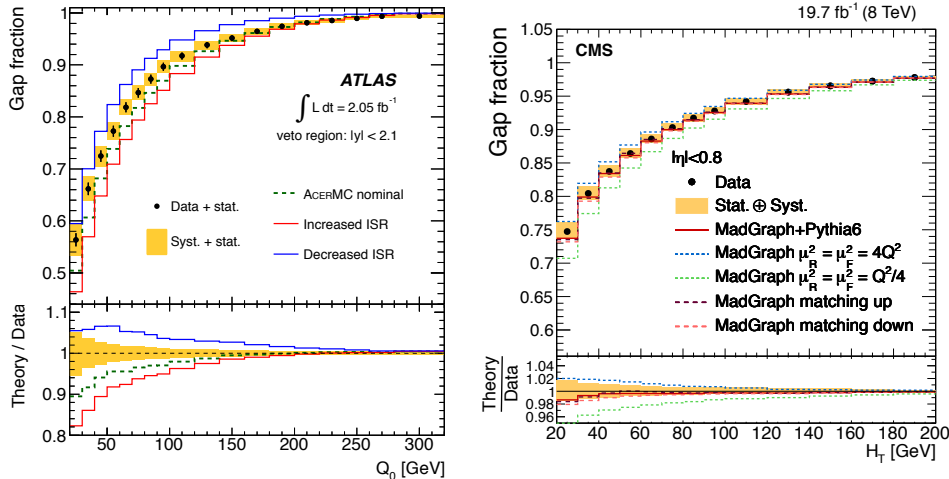 Gap fraction
1
0.9
0.8
0.7
0.6
0.5
ATLAS
∫ L dt = 2.05 fb⁻¹
veto region: |y| < 2.1
Data + stat.
Syst. + stat.
ACERMC nominal
Increased ISR
Decreased ISR
Theory / Data
1.1
1
0.9
0.8
50 100 150 200 250 300
Q₀ [GeV]
19.7 fb⁻¹ (8 TeV)
CMS
Gap fraction
1
0.95
0.9
0.85
0.8
0.75
0.7
0.65
0.6
|η|<0.8
Data
Stat. ⊕ Syst.
MadGraph+Pythia6
MadGraph μ²_R = μ²_F = 4Q²
MadGraph μ²_R = μ²_F = Q²/4
MadGraph matching up
MadGraph matching down
Theory
Data
1.04
1.02
1
0.98
0.96
20 40 60 80 100 120 140 160 180 200
H_T [GeV]